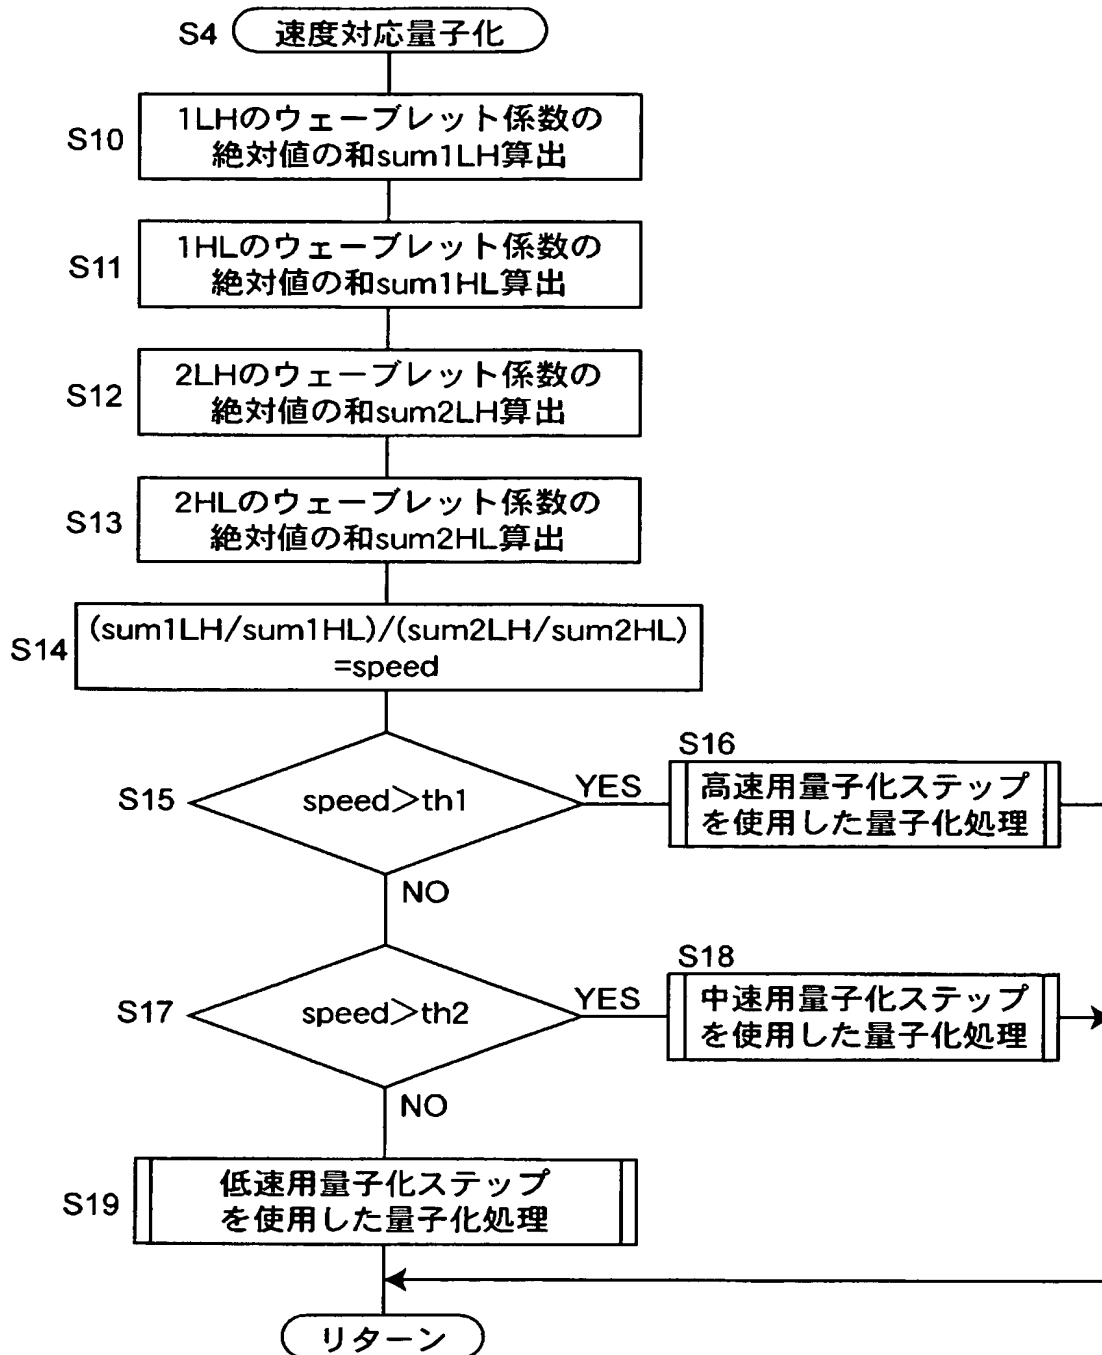 S4 速度対応量子化
S10
1LHのウェーブレット係数の
絶対値の和sum1LH算出
S11
1HLのウェーブレット係数の
絶対値の和sum1HL算出
S12
2LHのウェーブレット係数の
絶対値の和sum2LH算出
S13
2HLのウェーブレット係数の
絶対値の和sum2HL算出
S14
(sum1LH/sum1HL)/(sum2LH/sum2HL)
=speed
S15
speed>th1
YES
NO
S16
高速用量子化ステップ
を使用した量子化処理
S17
speed>th2
YES
NO
S18
中速用量子化ステップ
を使用した量子化処理
S19
低速用量子化ステップ
を使用した量子化処理
リターン